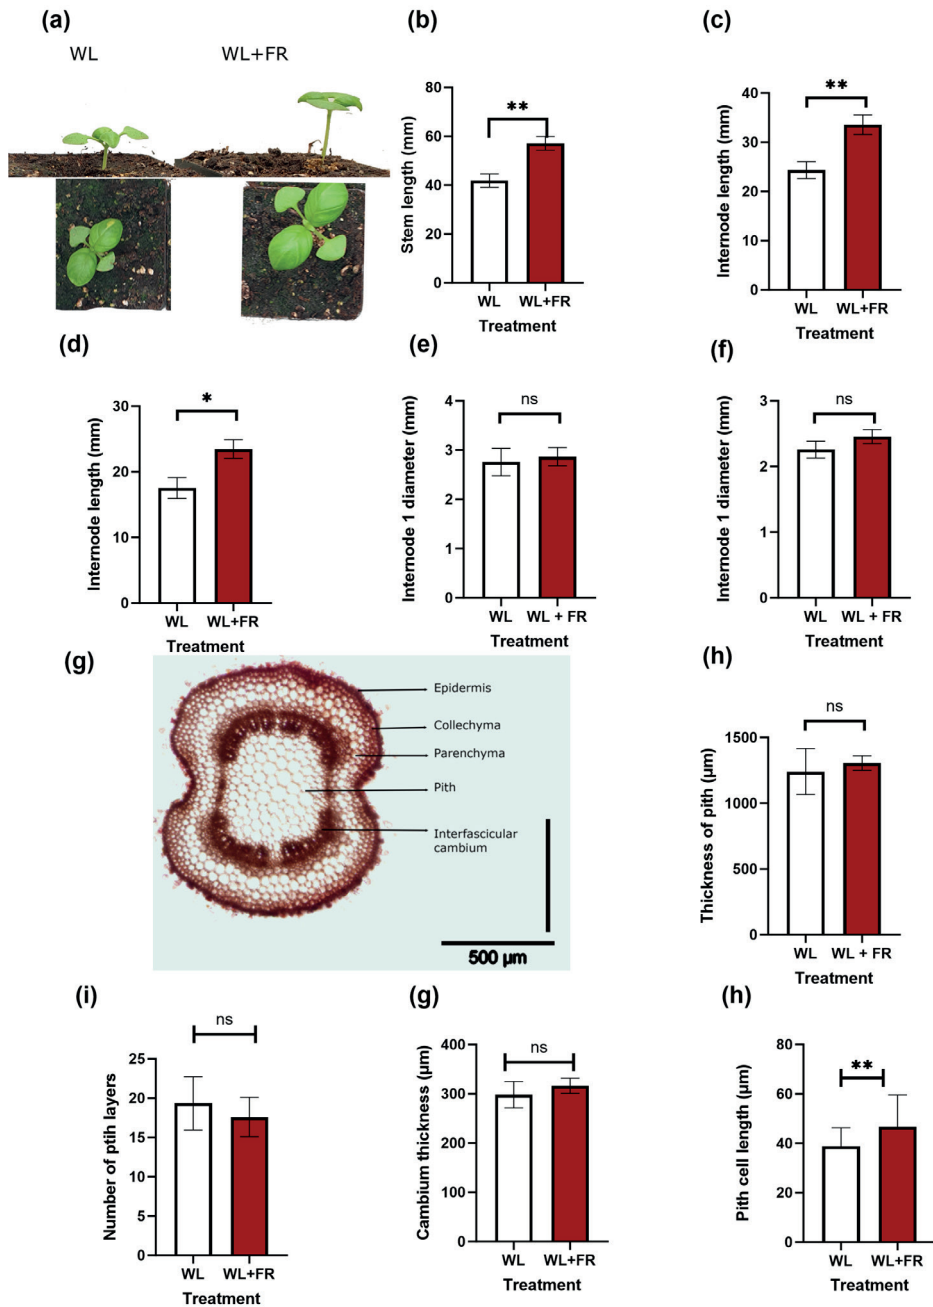 (a)
WL
WL+FR
(b)
Stem length (mm)
80
60
40
20
0
**
WL
WL+FR
Treatment
(c)
Internode length (mm)
40
30
20
10
0
**
WL
WL+FR
Treatment
(d)
Internode length (mm)
30
20
10
0
*
WL
WL+FR
Treatment
(e)
Internode 1 diameter (mm)
4
3
2
1
0
ns
WL
WL + FR
Treatment
(f)
Internode 1 diameter (mm)
3
2
1
0
ns
WL
WL + FR
Treatment
(g)
Epidermis
Collechyma
Parenchyma
Pith
Interfascicular
cambium
500 µm
(h)
Thickness of pith (µm)
1500
1000
500
0
ns
WL
WL + FR
Treatment
(i)
Number of ptih layers
25
20
15
10
5
0
ns
WL
WL+FR
Treatment
(g)
Cambium thickness (µm)
400
300
200
100
0
ns
WL
WL+FR
Treatment
(h)
Pith cell length (µm)
80
60
40
20
0
**
WL
WL+FR
Treatment